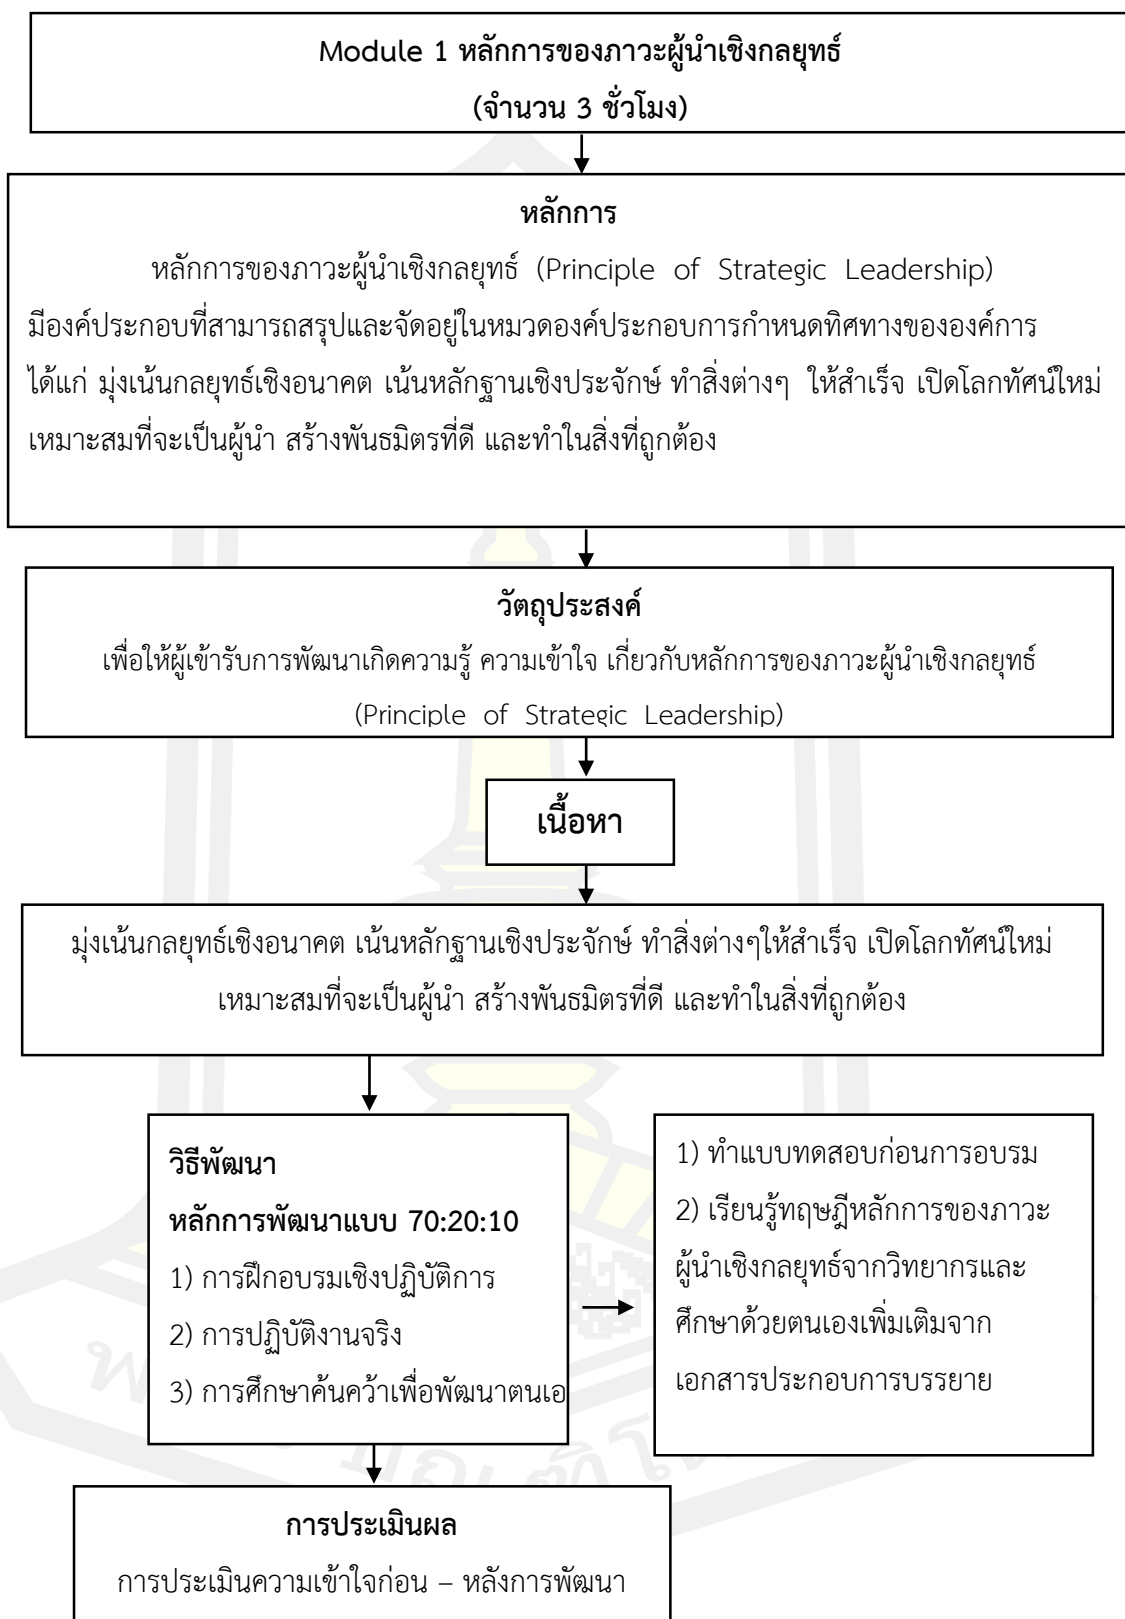 Module 1 หลักการของภาวะผู้นำเชิงกลยุทธ์
(จำนวน 3 ชั่วโมง)
หลักการ
หลักการของภาวะผู้นำเชิงกลยุทธ์ (Principle of Strategic Leadership)
มีองค์ประกอบที่สามารถสรุปและจัดอยู่ในหมวดองค์ประกอบการกำหนดทิศทางขององค์การ
ได้แก่ มุ่งเน้นกลยุทธ์เชิงอนาคต เน้นหลักฐานเชิงประจักษ์ ทำสิ่งต่างๆ ให้สำเร็จ เปิดโลกทัศน์ใหม่
เหมาะสมที่จะเป็นผู้นำ สร้างพันธมิตรที่ดี และทำในสิ่งที่ถูกต้อง
วัตถุประสงค์
เพื่อให้ผู้เข้ารับการพัฒนาเกิดความรู้ ความเข้าใจ เกี่ยวกับหลักการของภาวะผู้นำเชิงกลยุทธ์
(Principle of Strategic Leadership)
เนื้อหา
มุ่งเน้นกลยุทธ์เชิงอนาคต เน้นหลักฐานเชิงประจักษ์ ทำสิ่งต่างๆให้สำเร็จ เปิดโลกทัศน์ใหม่
เหมาะสมที่จะเป็นผู้นำ สร้างพันธมิตรที่ดี และทำในสิ่งที่ถูกต้อง
วิธีพัฒนา
หลักการพัฒนาแบบ 70:20:10
1) การฝึกอบรมเชิงปฏิบัติการ
2) การปฏิบัติงานจริง
3) การศึกษาค้นคว้าเพื่อพัฒนาตนเอ
1) ทำแบบทดสอบก่อนการอบรม
2) เรียนรู้ทฤษฎีหลักการของภาวะ
ผู้นำเชิงกลยุทธ์จากวิทยากรและ
ศึกษาด้วยตนเองเพิ่มเติมจาก
เอกสารประกอบการบรรยาย
การประเมินผล
การประเมินความเข้าใจก่อน – หลังการพัฒนา